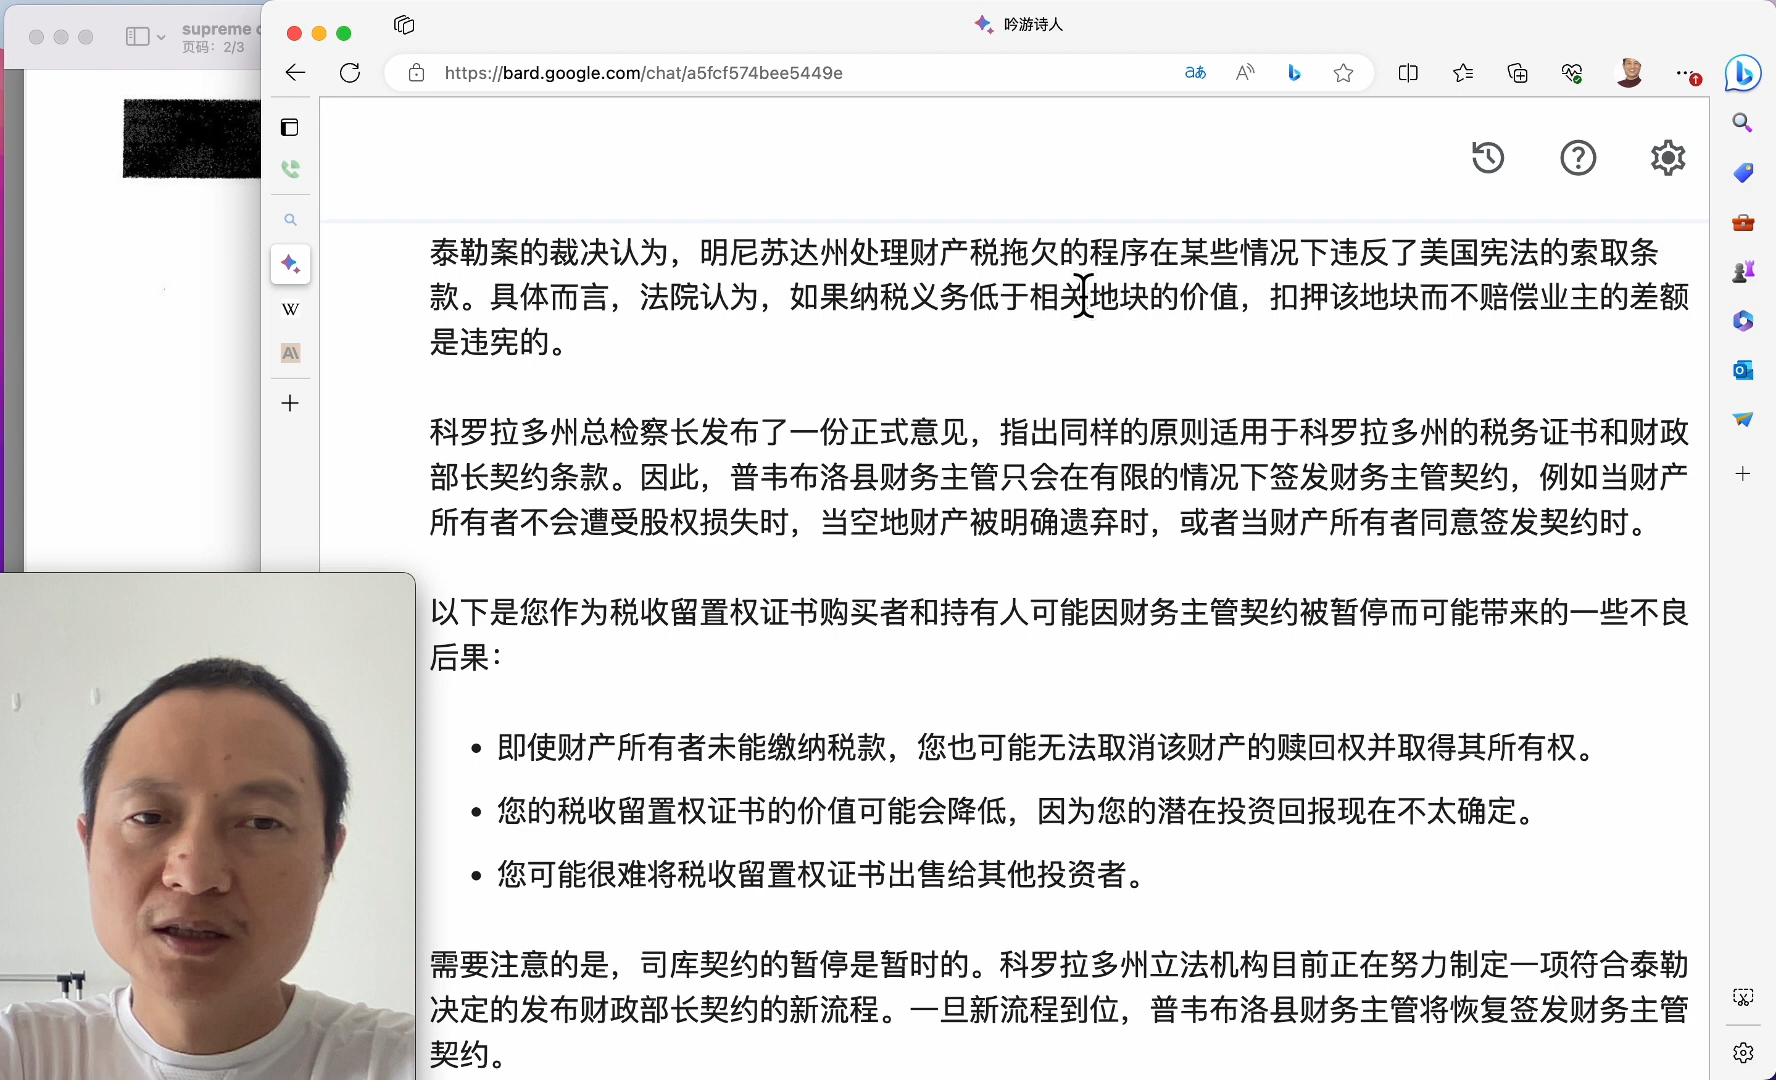 supreme
页码：2/3
吟游诗人
https://bard.google.com/chat/a5fcf574bee5449e
泰勒案的裁决认为，明尼苏达州处理财产税拖欠的程序在某些情况下违反了美国宪法的索取条
款。具体而言，法院认为，如果纳税义务低于相关地块的价值，扣押该地块而不赔偿业主的差额
是违宪的。
科罗拉多州总检察长发布了一份正式意见，指出同样的原则适用于科罗拉多州的税务证书和财政
部长契约条款。因此，普韦布洛县财务主管只会在有限的情况下签发财务主管契约，例如当财产
所有者不会遭受股权损失时，当空地财产被明确遗弃时，或者当财产所有者同意签发契约时。
以下是您作为税收留置权证书购买者和持有人可能因财务主管契约被暂停而可能带来的一些不良
后果：
• 即使财产所有者未能缴纳税款，您也可能无法取消该财产的赎回权并取得其所有权。
• 您的税收留置权证书的价值可能会降低，因为您的潜在投资回报现在不太确定。
• 您可能很难将税收留置权证书出售给其他投资者。
需要注意的是，司库契约的暂停是暂时的。科罗拉多州立法机构目前正在努力制定一项符合泰勒
决定的发布财政部长契约的新流程。一旦新流程到位，普韦布洛县财务主管将恢复签发财务主管
契约。